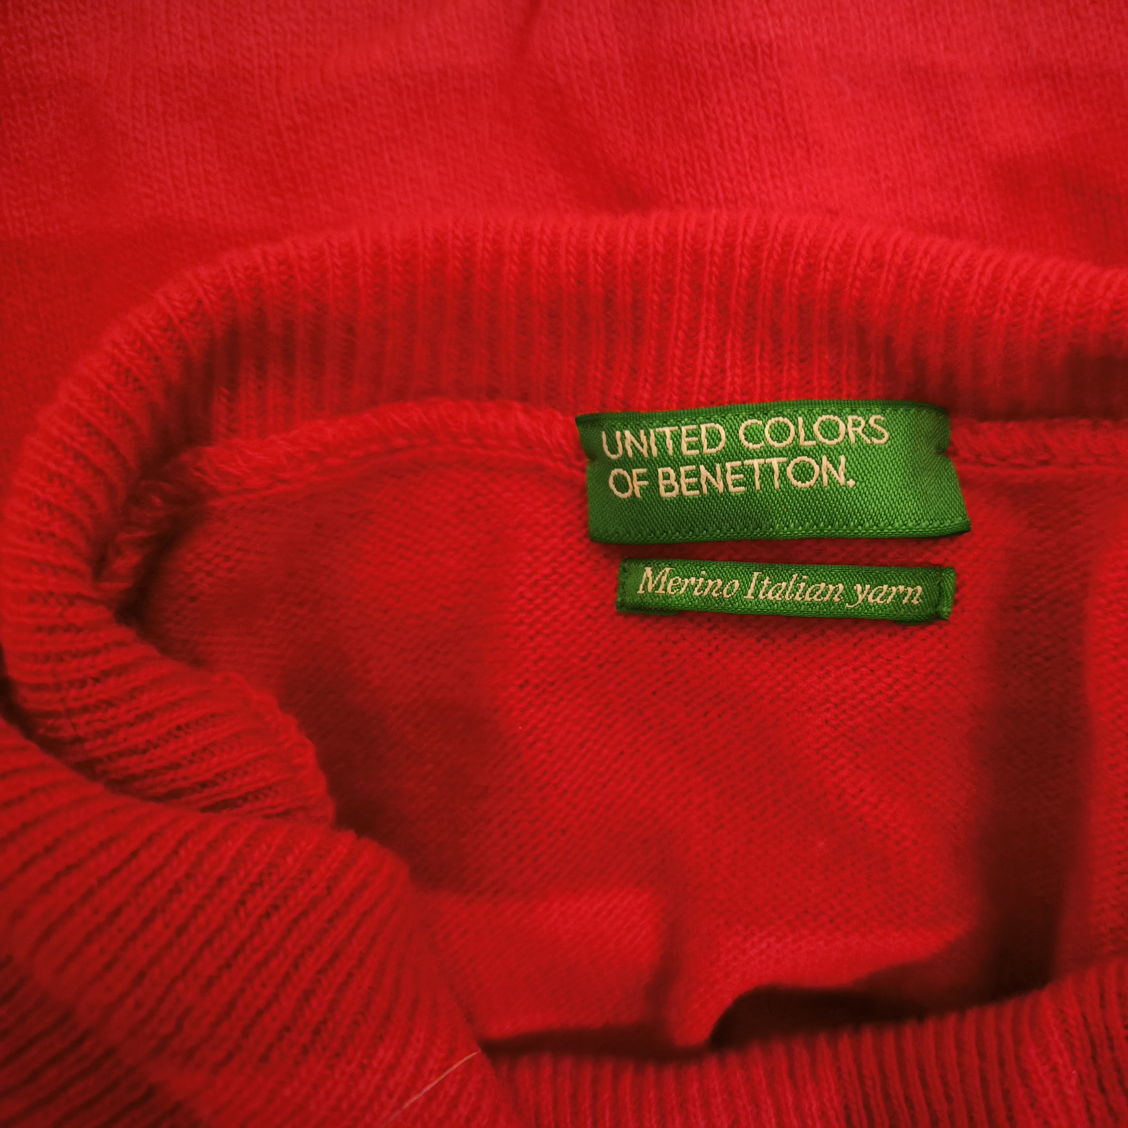 UNITED COLORS
OF BENETTON.
Merino Italian yarn